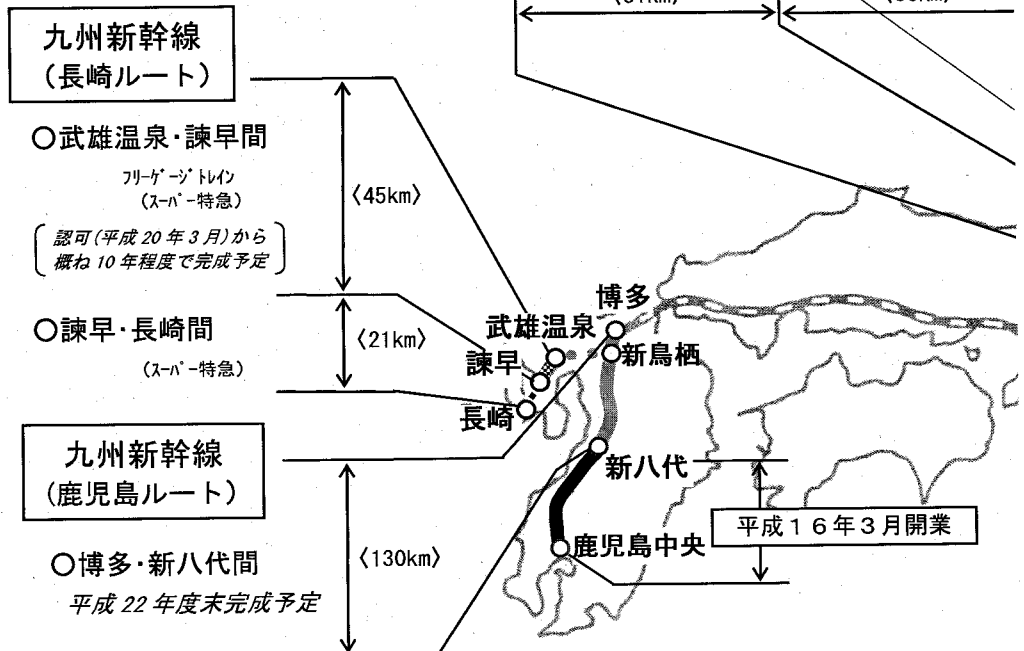 九州新幹線
(長崎ルート)
○武雄温泉・諫早間
ﾌﾘｰｹﾞｰｼﾞﾄﾚｲﾝ
(ｽｰﾊﾟｰ特急)
認可(平成20年3月)から
概ね10年程度で完成予定
〈45km〉
○諫早・長崎間
(ｽｰﾊﾟｰ特急)
〈21km〉
博多
武雄温泉
新鳥栖
諫早
長崎
九州新幹線
(鹿児島ルート)
新八代
平成16年3月開業
○博多・新八代間
平成22年度末完成予定
〈130km〉
鹿児島中央